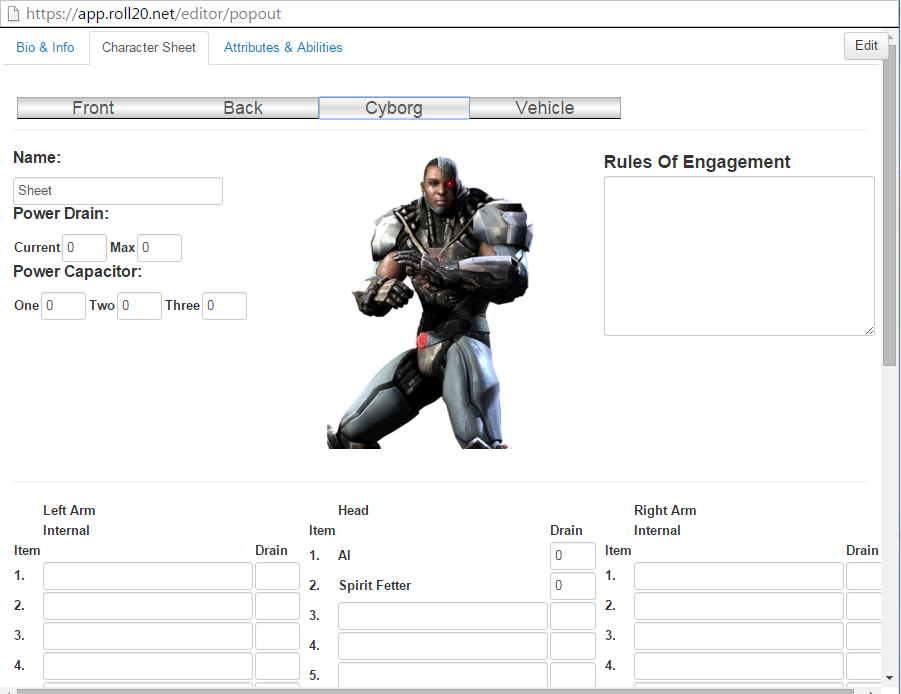 https://app.roll20.net/editor/popout
Bio & Info Character Sheet Attributes & Abilities Edit
Front Back Cyborg Vehicle
Name:
Sheet
Power Drain:
Current 0 Max 0
Power Capacitor:
One 0 Two 0 Three 0
Rules Of Engagement
Left Arm
Internal
Item Drain
1.
2.
3.
4.
Head
Item Drain
1. AI 0
2. Spirit Fetter 0
3.
4.
5.
Right Arm
Internal
Item Drain
1.
2.
3.
4.